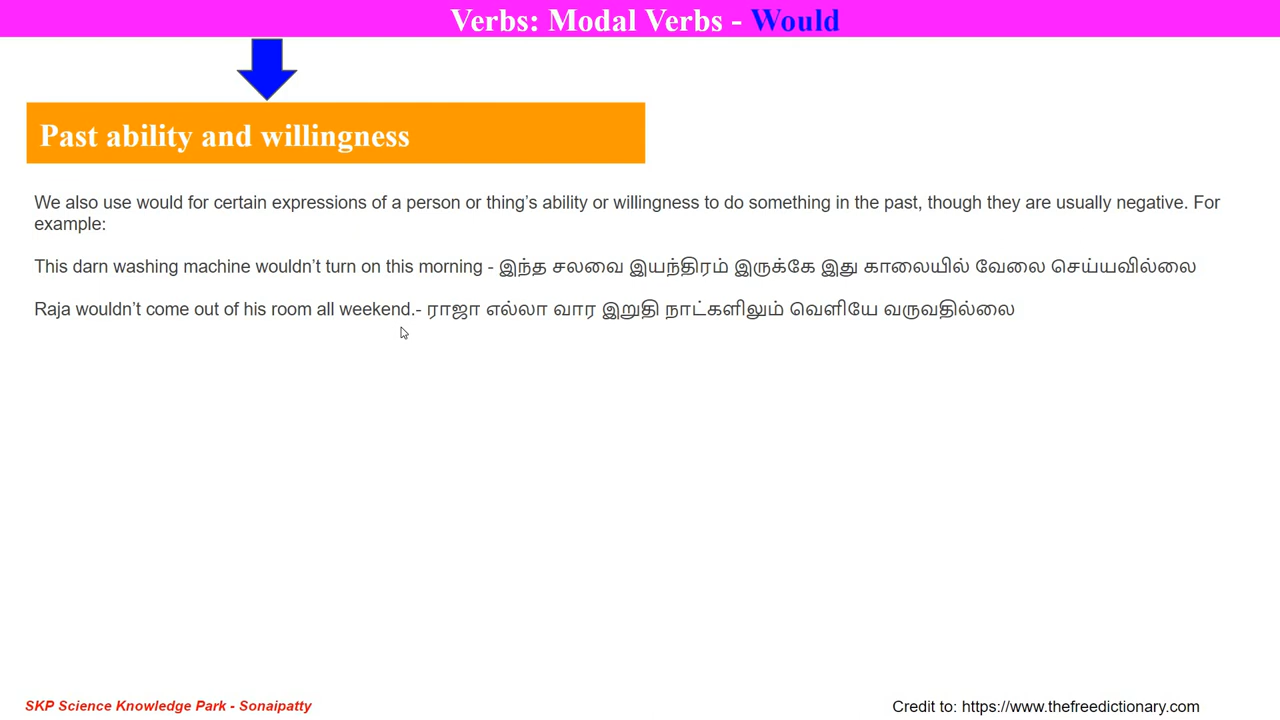 Verbs: Modal Verbs - Would
Past ability and willingness
We also use would for certain expressions of a person or thing’s ability or willingness to do something in the past, though they are usually negative. For
example:
This darn washing machine wouldn’t turn on this morning - இந்த சலவை இயந்திரம் இருக்கே இது காலையில் வேலை செய்யவில்லை
Raja wouldn’t come out of his room all weekend.- ராஜா எல்லா வார இறுதி நாட்களிலும் வெளியே வருவதில்லை
SKP Science Knowledge Park - Sonaipatty
Credit to: https://www.thefreedictionary.com